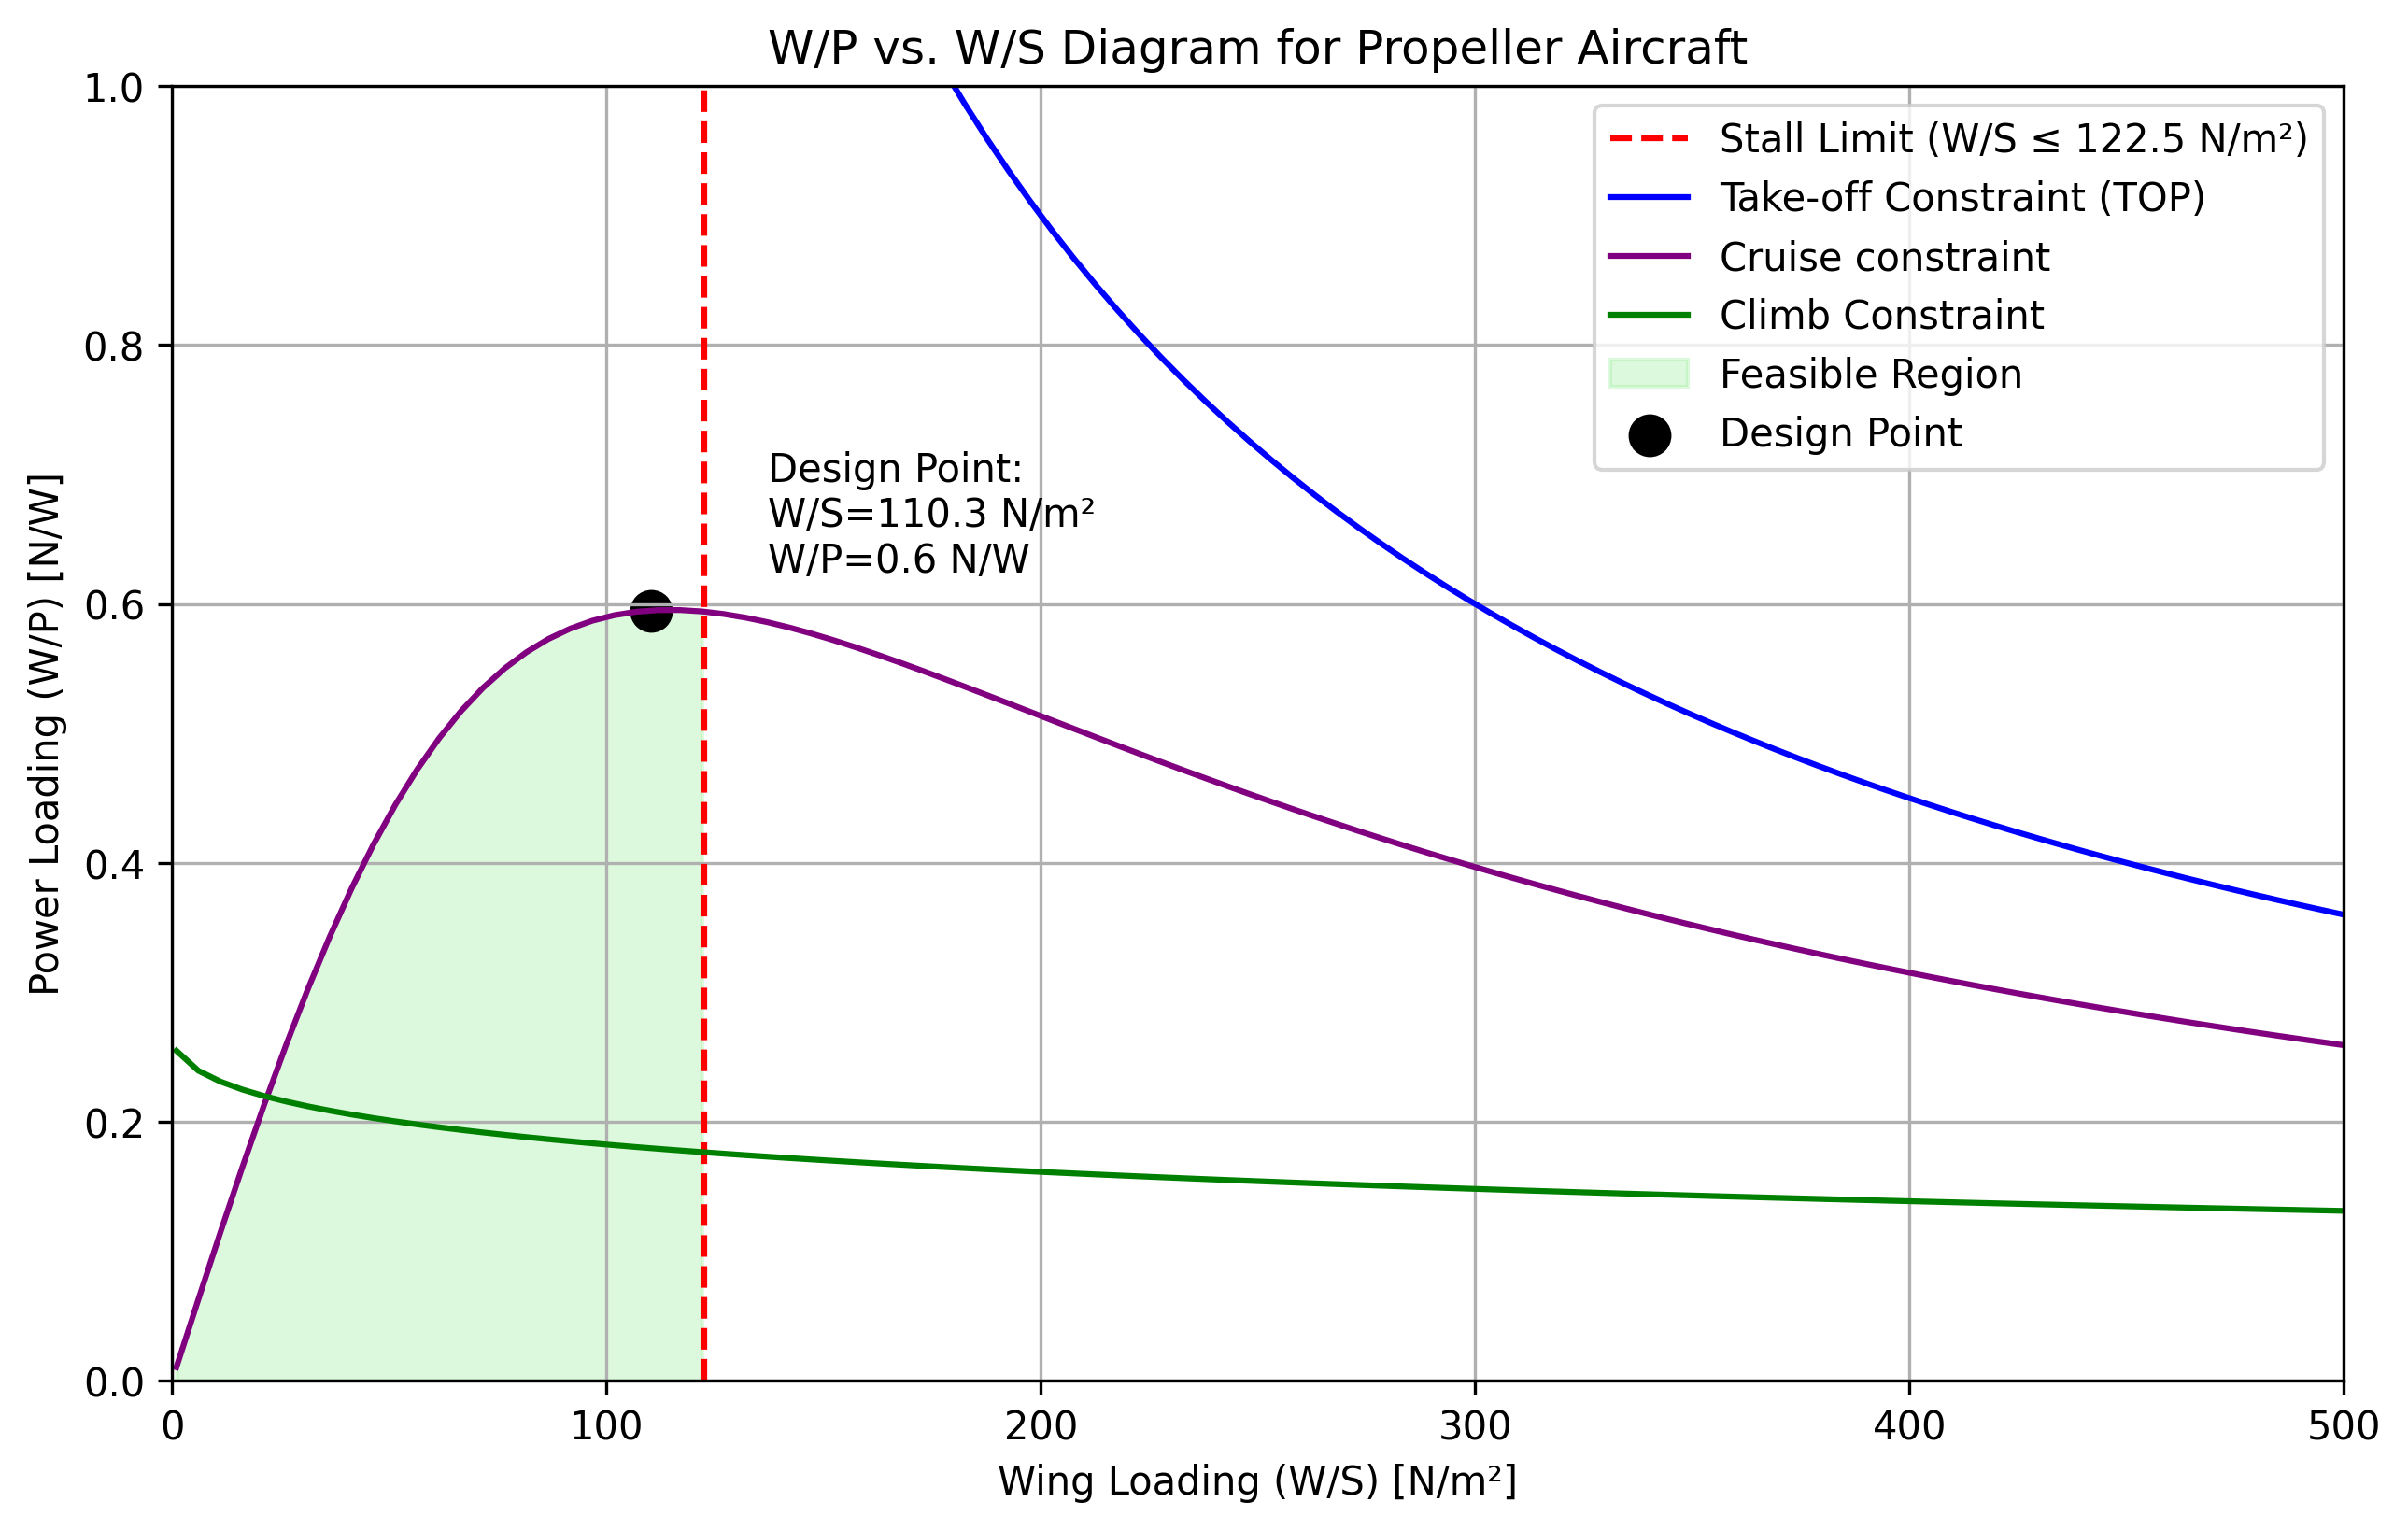 W/P vs. W/S Diagram for Propeller Aircraft
Power Loading (W/P) [N/W]
1.0
0.8
0.6
0.4
0.2
0.0
Stall Limit (W/S ≤ 122.5 N/m²)
Take-off Constraint (TOP)
Cruise constraint
Climb Constraint
Feasible Region
Design Point
Design Point:
W/S=110.3 N/m²
W/P=0.6 N/W
0
100
200
300
400
500
Wing Loading (W/S) [N/m²]